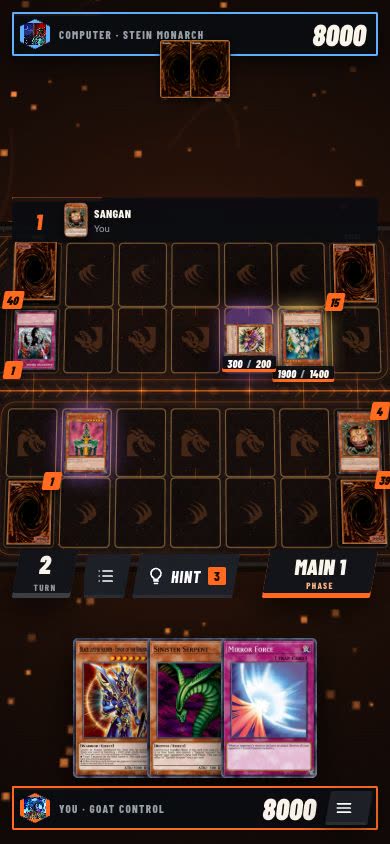 COMPUTER · STEIN MONARCH
8000
1
SANGAN
You
40
15
1
300 / 200
1900 / 1400
4
1
39
2
TURN
HINT 3
MAIN 1
PHASE
SINISTER SERPENT
MIRROR FORCE
YOU · GOAT CONTROL
8000